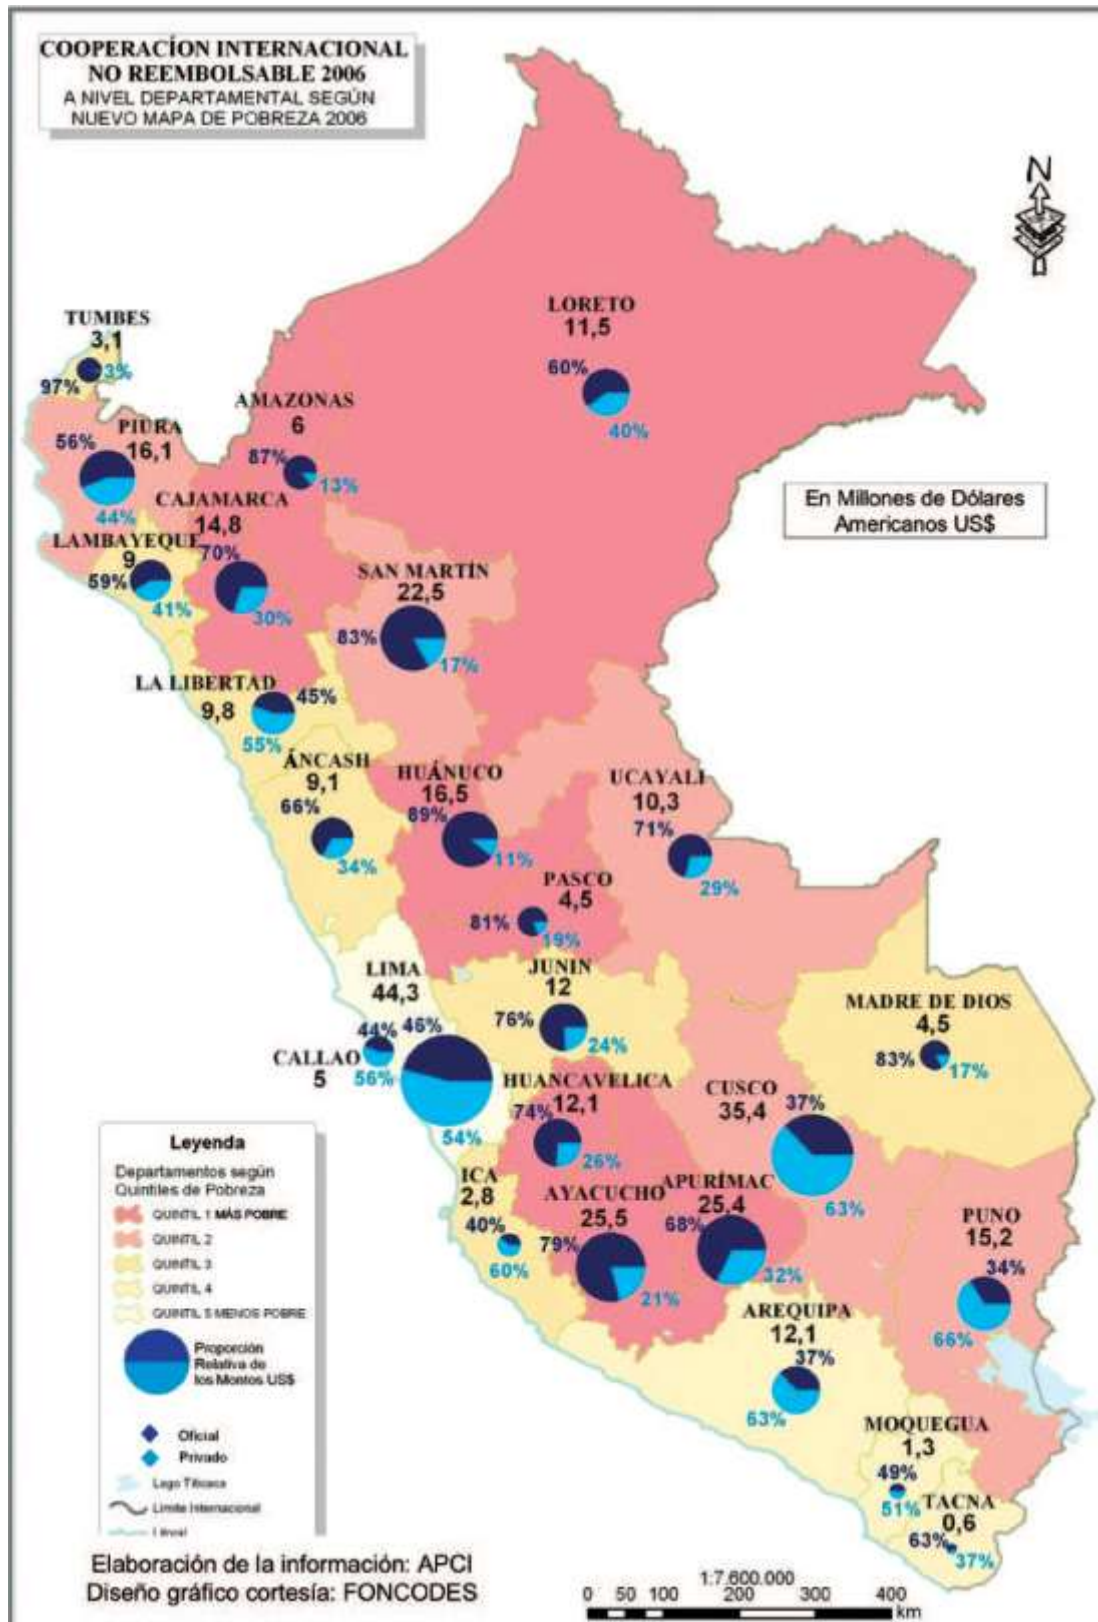 COOPERACÍON INTERNACIONAL
NO REEMBOLSABLE 2006
A NIVEL DEPARTAMENTAL SEGÚN
NUEVO MAPA DE POBREZA 2006
N
TUMBES
3,1
97%
3%
LORETO
11,5
60%
40%
AMAZONAS
6
87%
13%
PIURA
16,1
56%
44%
CAJAMARCA
14,8
70%
30%
En Millones de Dólares
Americanos US$
LAMBAYEQUE
9
59%
41%
SAN MARTÍN
22,5
83%
17%
LA LIBERTAD
9,8
45%
55%
ÁNCASH
9,1
66%
34%
HUÁNUCO
16,5
89%
11%
UCAYALI
10,3
71%
29%
PASCO
4,5
81%
19%
LIMA
44,3
46%
54%
JUNIN
12
76%
24%
MADRE DE DIOS
4,5
83%
17%
CALLAO
5
44%
56%
HUANCAVELICA
12,1
74%
26%
CUSCO
35,4
37%
63%
ICA
2,8
40%
60%
AYACUCHO
25,5
79%
21%
APURÍMAC
25,4
68%
32%
PUNO
15,2
34%
66%
AREQUIPA
12,1
37%
63%
MOQUEGUA
1,3
49%
51%
TACNA
0,6
63%
37%
Leyenda
Departamentos según
Quintiles de Pobreza
QUINTIL 1 MÁS POBRE
QUINTIL 2
QUINTIL 3
QUINTIL 4
QUINTIL 5 MENOS POBRE
Proporción
Relativa de
los Montos US$
Oficial
Privado
Lago Titicaca
Limite Internacional
Litoral
Elaboración de la información: APCI
Diseño gráfico cortesía: FONCODES
1:7.600.000
0 50 100 200 300 400
km